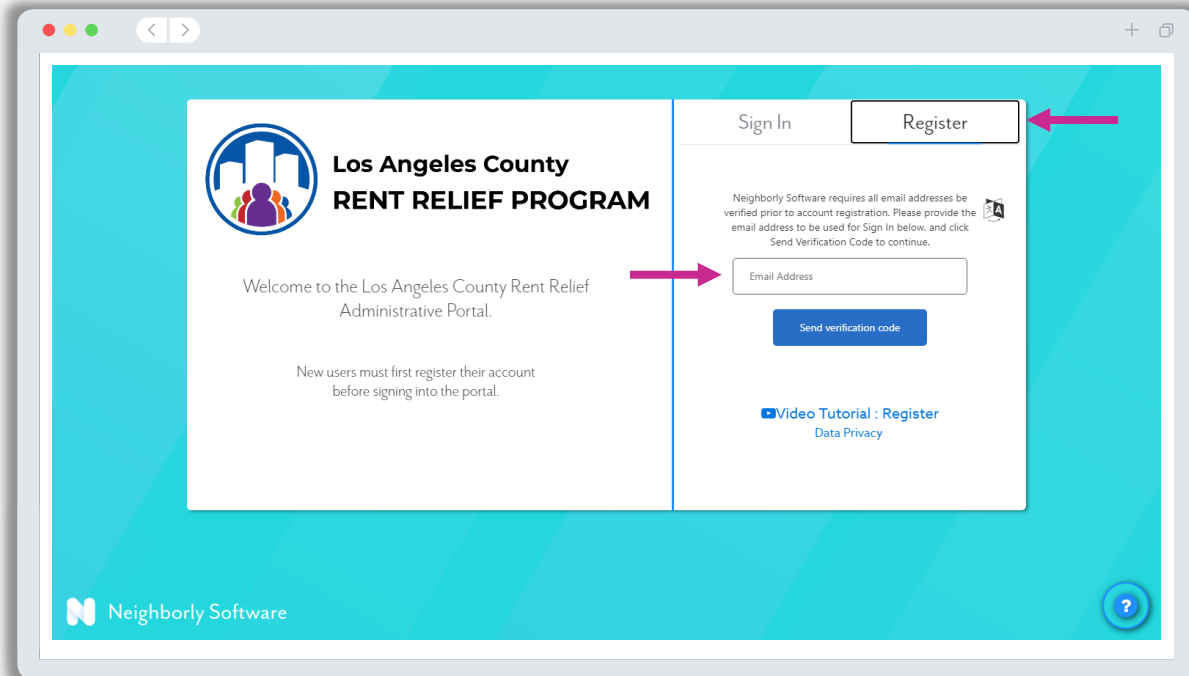 Los Angeles County
RENT RELIEF PROGRAM
Welcome to the Los Angeles County Rent Relief
Administrative Portal.
New users must first register their account
before signing into the portal.
Sign In
Register
Neighborly Software requires all email addresses be
verified prior to account registration. Please provide the
email address to be used for Sign In below, and click
Send Verification Code to continue.
Email Address
Send verification code
Video Tutorial : Register
Data Privacy
N Neighborly Software
?